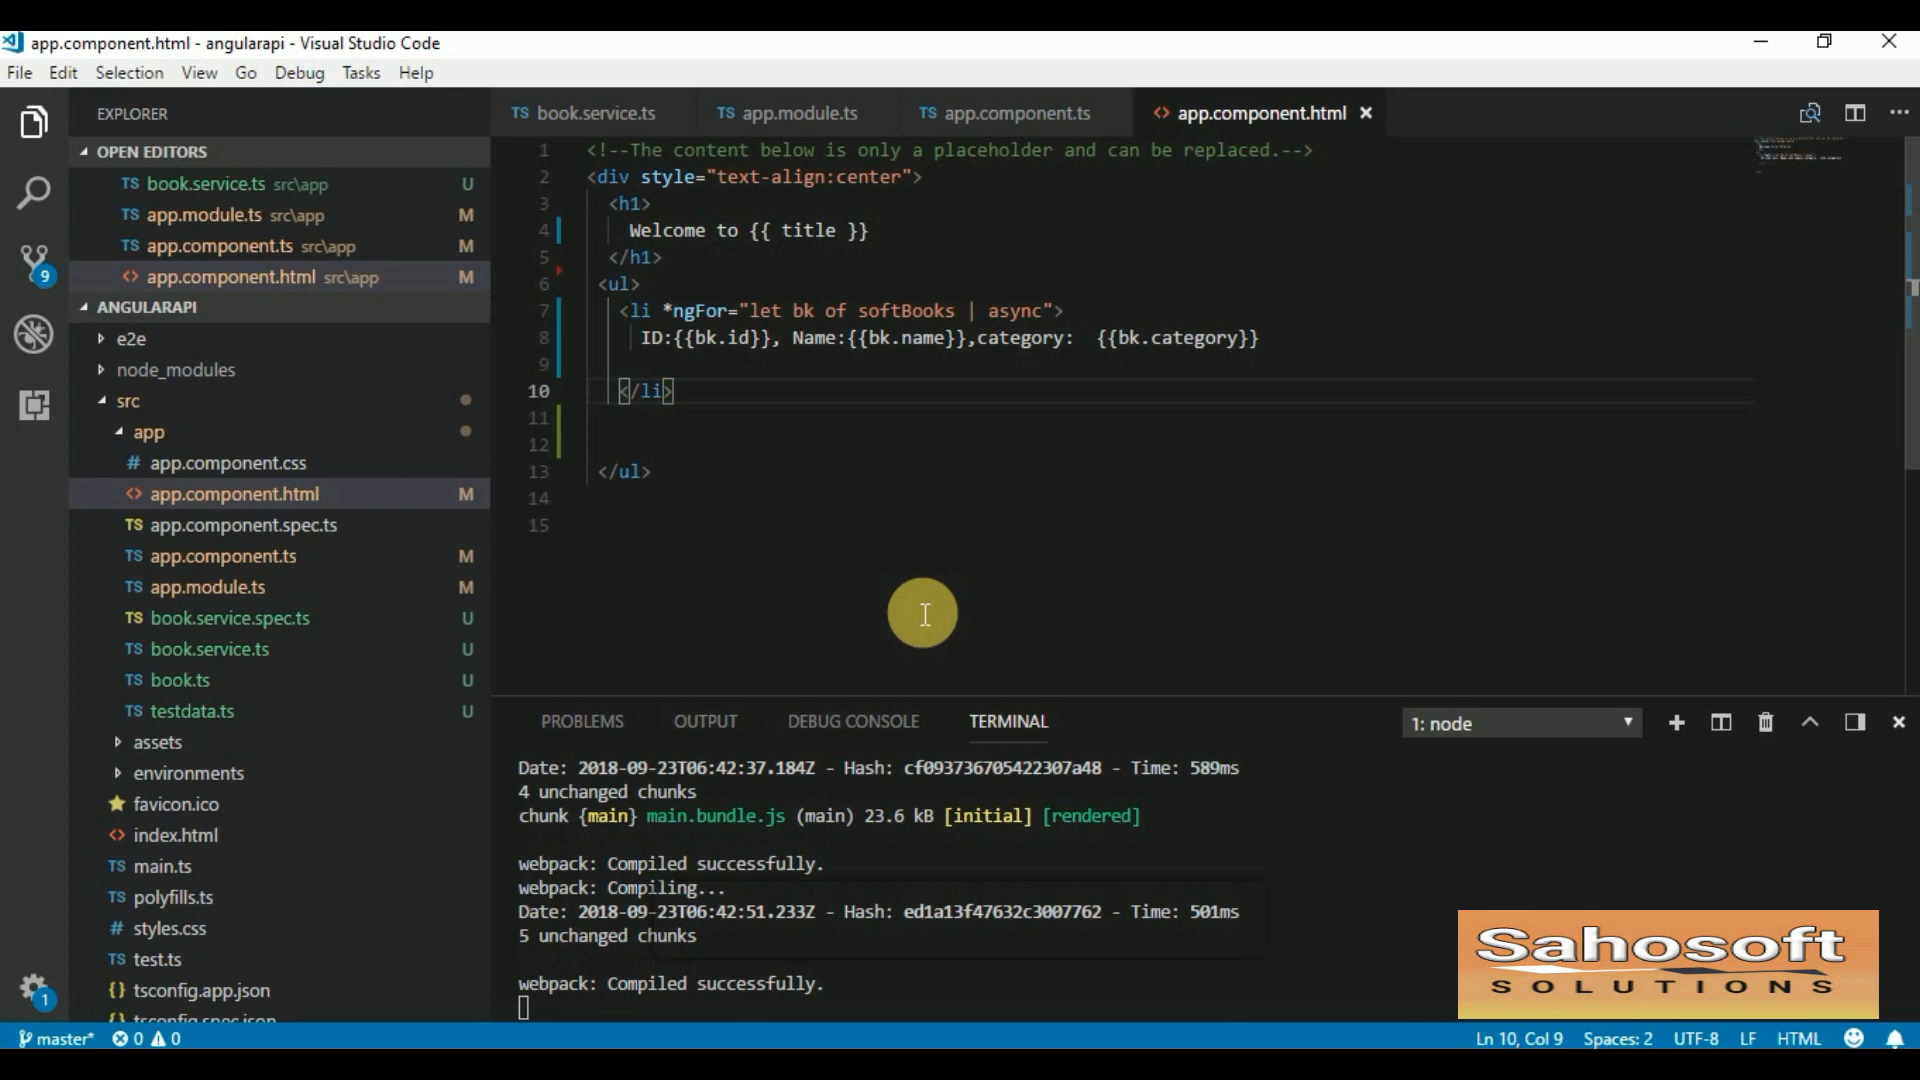 app.component.html - angularapi - Visual Studio Code
File Edit Selection View Go Debug Tasks Help
EXPLORER
OPEN EDITORS
TS book.service.ts src\app U
TS app.module.ts src\app M
TS app.component.ts src\app M
<> app.component.html src\app M
ANGULARAPI
e2e
node_modules
src
app
# app.component.css
<> app.component.html M
TS app.component.spec.ts
TS app.component.ts M
TS app.module.ts M
TS book.service.spec.ts U
TS book.service.ts U
TS book.ts U
TS testdata.ts U
assets
environments
favicon.ico
<> index.html
TS main.ts
TS polyfills.ts
# styles.css
TS test.ts
{} tsconfig.app.json
{} tsconfig.spec.json
9
1
TS book.service.ts TS app.module.ts TS app.component.ts <> app.component.html
1 <!--The content below is only a placeholder and can be replaced.-->
2 <div style="text-align:center">
3 <h1>
4 Welcome to {{ title }}
5 </h1>
6 <ul>
7 <li *ngFor="let bk of softBooks | async">
8 ID:{{bk.id}}, Name:{{bk.name}},category:  {{bk.category}}
9
10 </li>
11
12
13 </ul>
14
15
PROBLEMS OUTPUT DEBUG CONSOLE TERMINAL 1: node
Date: 2018-09-23T06:42:37.184Z - Hash: cf093736705422307a48 - Time: 589ms
4 unchanged chunks
chunk {main} main.bundle.js (main) 23.6 kB [initial] [rendered]
webpack: Compiled successfully.
webpack: Compiling...
Date: 2018-09-23T06:42:51.233Z - Hash: ed1a13f47632c3007762 - Time: 501ms
5 unchanged chunks
webpack: Compiled successfully.
Sahosoft
SOLUTIONS
master* 0 0 Ln 10, Col 9 Spaces: 2 UTF-8 LF HTML